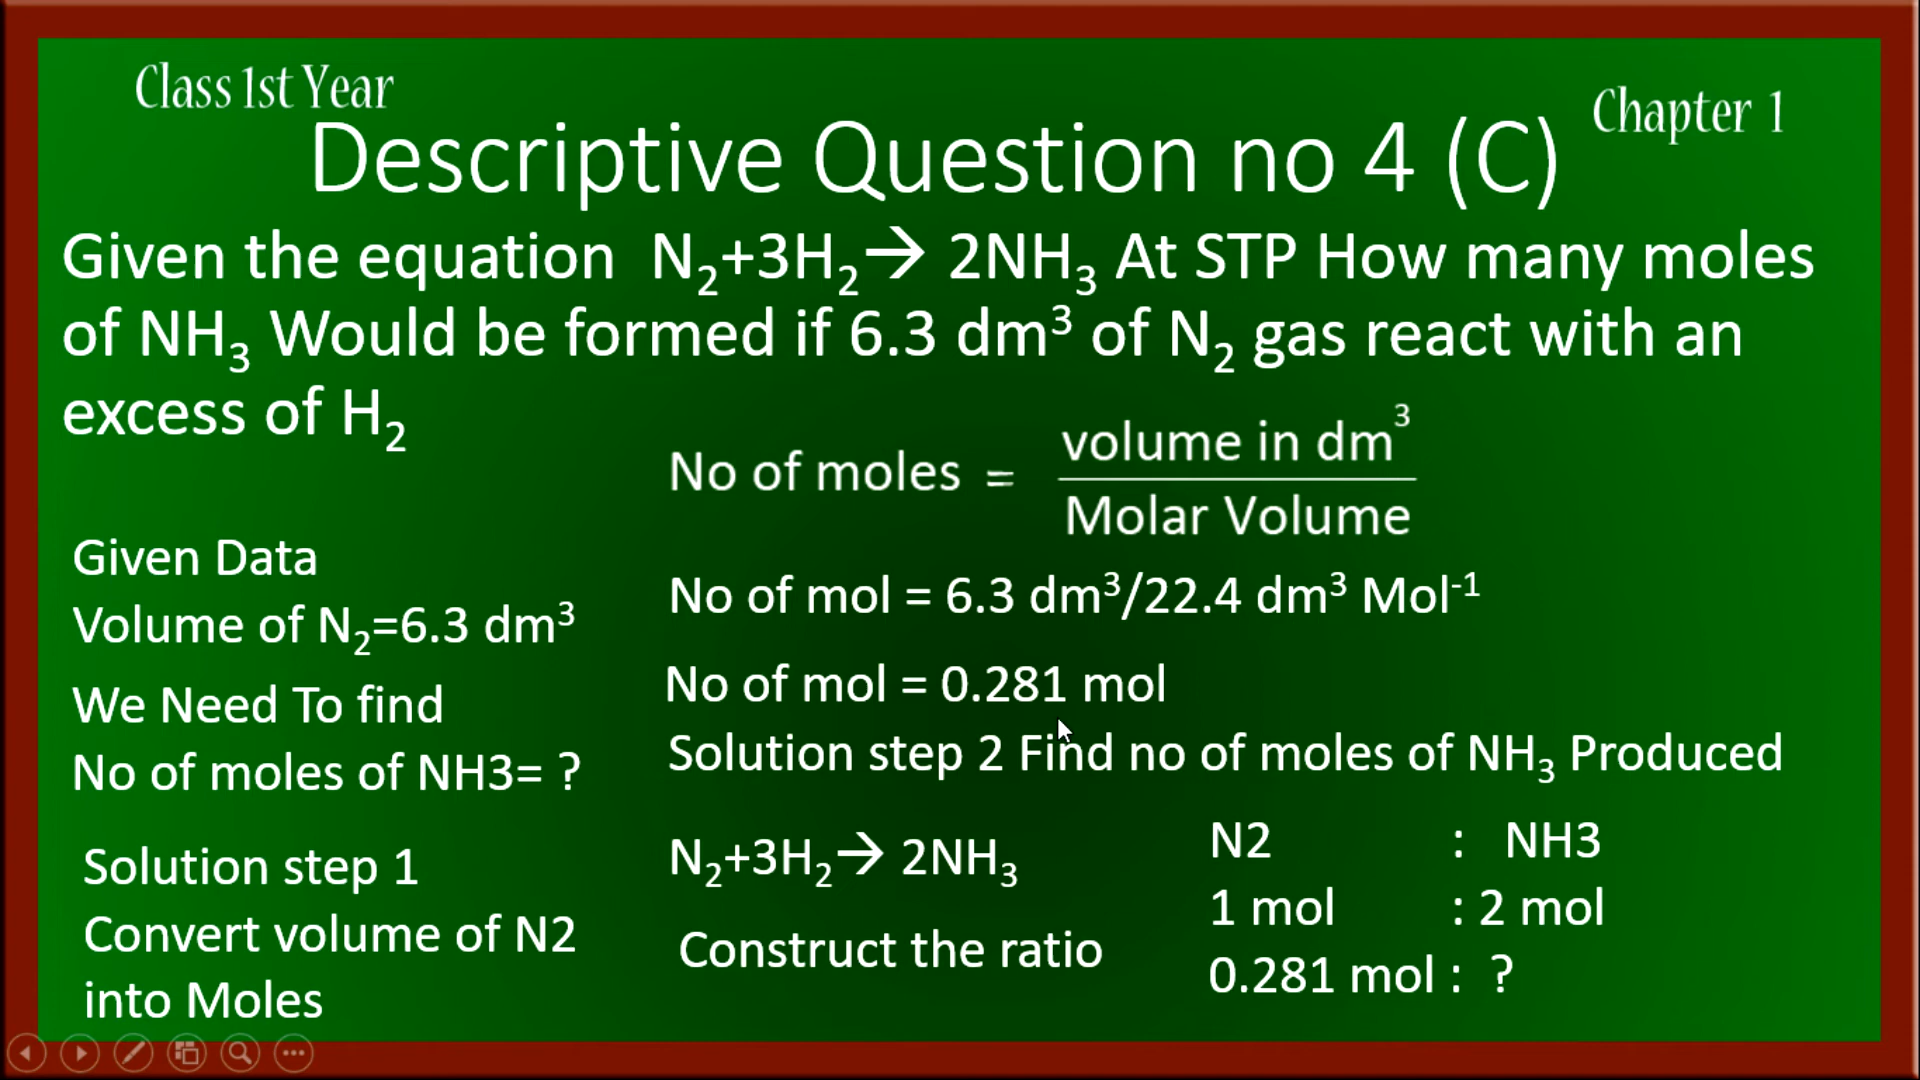 Class 1st Year
Chapter 1
Descriptive Question no 4 (C)
Given the equation N₂+3H₂→ 2NH₃ At STP How many moles
of NH₃ Would be formed if 6.3 dm³ of N₂ gas react with an
excess of H₂
No of moles = volume in dm³
Molar Volume
Given Data
Volume of N₂=6.3 dm³
We Need To find
No of moles of NH3= ?
Solution step 1
Convert volume of N2
into Moles
No of mol = 6.3 dm³/22.4 dm³ Mol⁻¹
No of mol = 0.281 mol
Solution step 2 Find no of moles of NH₃ Produced
N₂+3H₂→ 2NH₃
Construct the ratio
N2 : NH3
1 mol : 2 mol
0.281 mol : ?